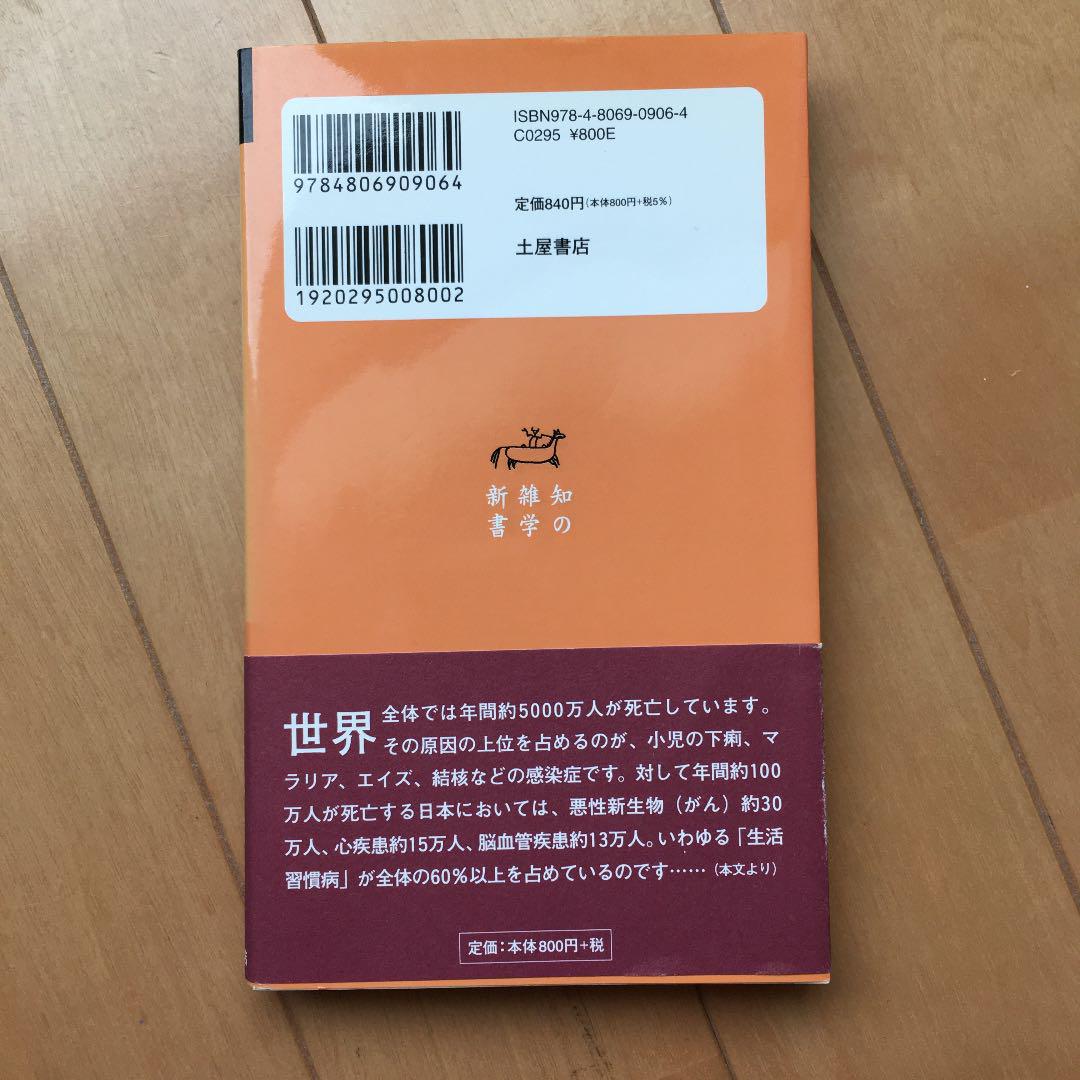 ISBN978-4-8069-0906-4
C0295 ¥800E
9784806909064
定価840円(本体800円+税5%)
土屋書店
1920295008002
知の
雑学
新書
世界全体では年間約5000万人が死亡しています。
その原因の上位を占めるのが、小児の下痢、マ
ラリア、エイズ、結核などの感染症です。対して年間約100
万人が死亡する日本においては、悪性新生物（がん）約30
万人、心疾患約15万人、脳血管疾患約13万人。いわゆる「生活
習慣病」が全体の60%以上を占めているのです……（本文より）
定価：本体800円+税